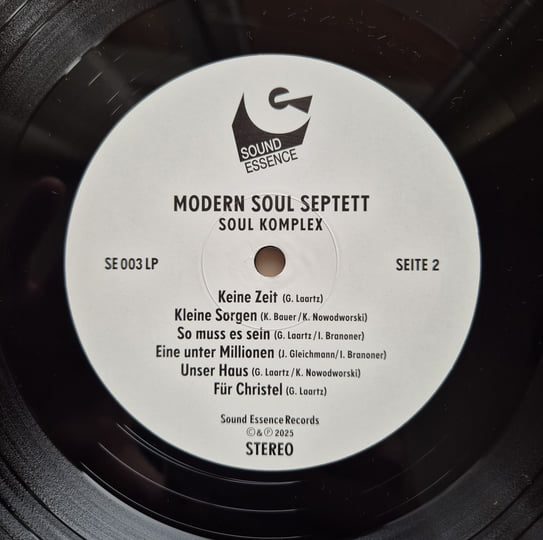 SOUND
ESSENCE
MODERN SOUL SEPTETT
SOUL KOMPLEX
SE 003 LP
SEITE 2
Keine Zeit (G. Laartz)
Kleine Sorgen (K. Bauer / K. Nowodworski)
So muss es sein (G. Laartz / I. Branoner)
Eine unter Millionen (J. Gleichmann / I. Branoner)
Unser Haus (G. Laartz / K. Nowodworski)
Für Christel (G. Laartz)
Sound Essence Records
© & ℗ 2025
STEREO